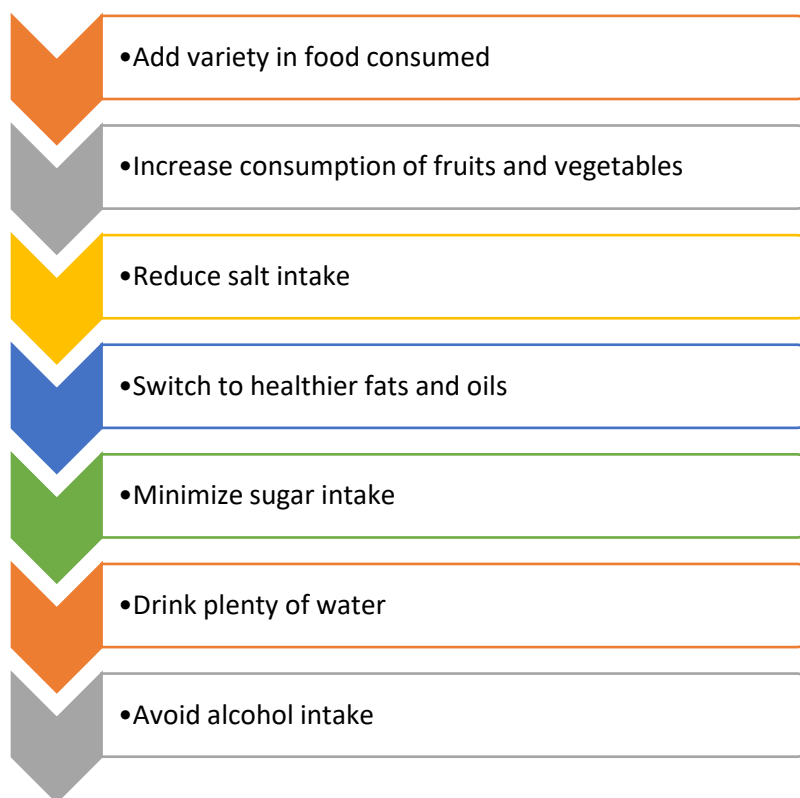 •Add variety in food consumed
•Increase consumption of fruits and vegetables
•Reduce salt intake
•Switch to healthier fats and oils
•Minimize sugar intake
•Drink plenty of water
•Avoid alcohol intake